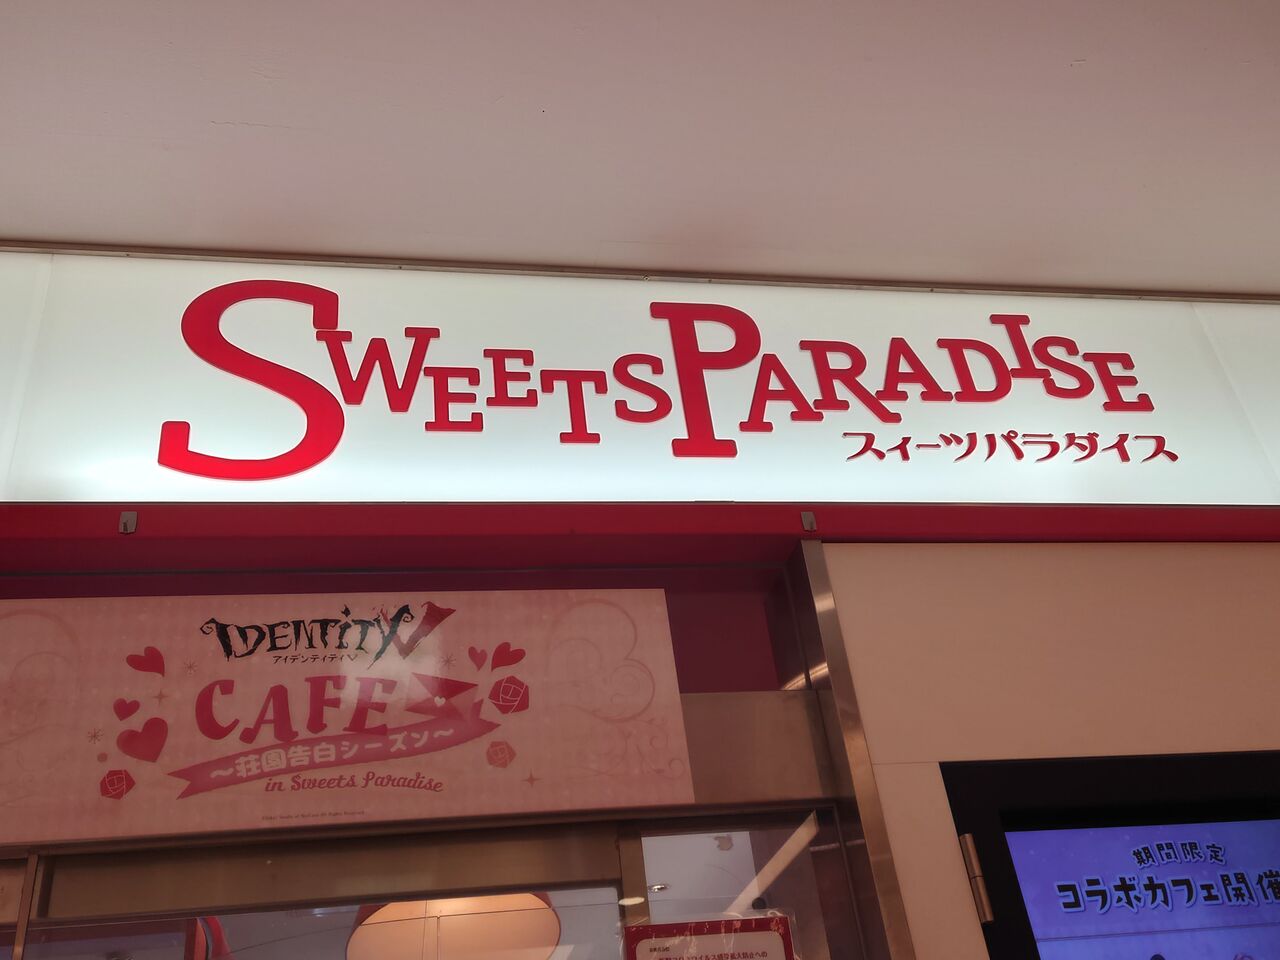 SWEETS PARADISE
スイーツパラダイス
IDENTITY V
アイデンティティV
CAFE
～荘園告白シーズン～
in Sweets Paradise
期間限定
コラボカフェ開催